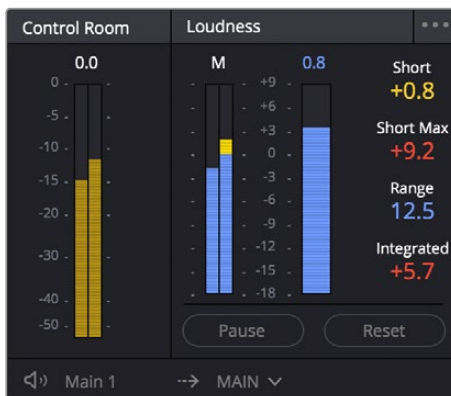 Control Room
Loudness
0.0
0
-5
-10
-15
-20
-30
-40
-50
M
0.8
+9
+6
+3
0
-3
-6
-9
-12
-15
-18
Short
+0.8
Short Max
+9.2
Range
12.5
Integrated
+5.7
Pause
Reset
Main 1
MAIN